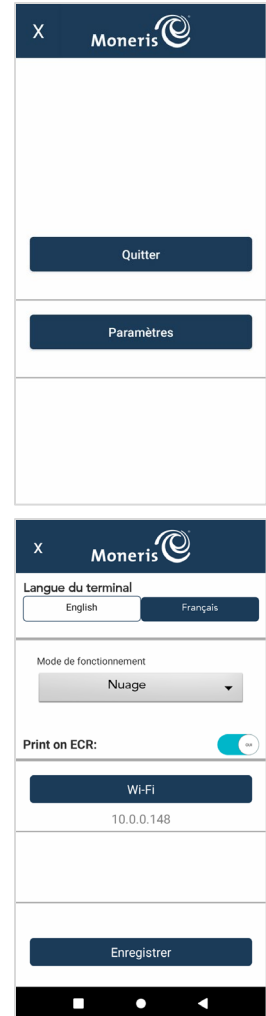 X
Moneris
Quitter
Paramètres
X
Moneris
Langue du terminal
English Français
Mode de fonctionnement
Nuage
Print on ECR:
Wi-Fi
10.0.0.148
Enregistrer